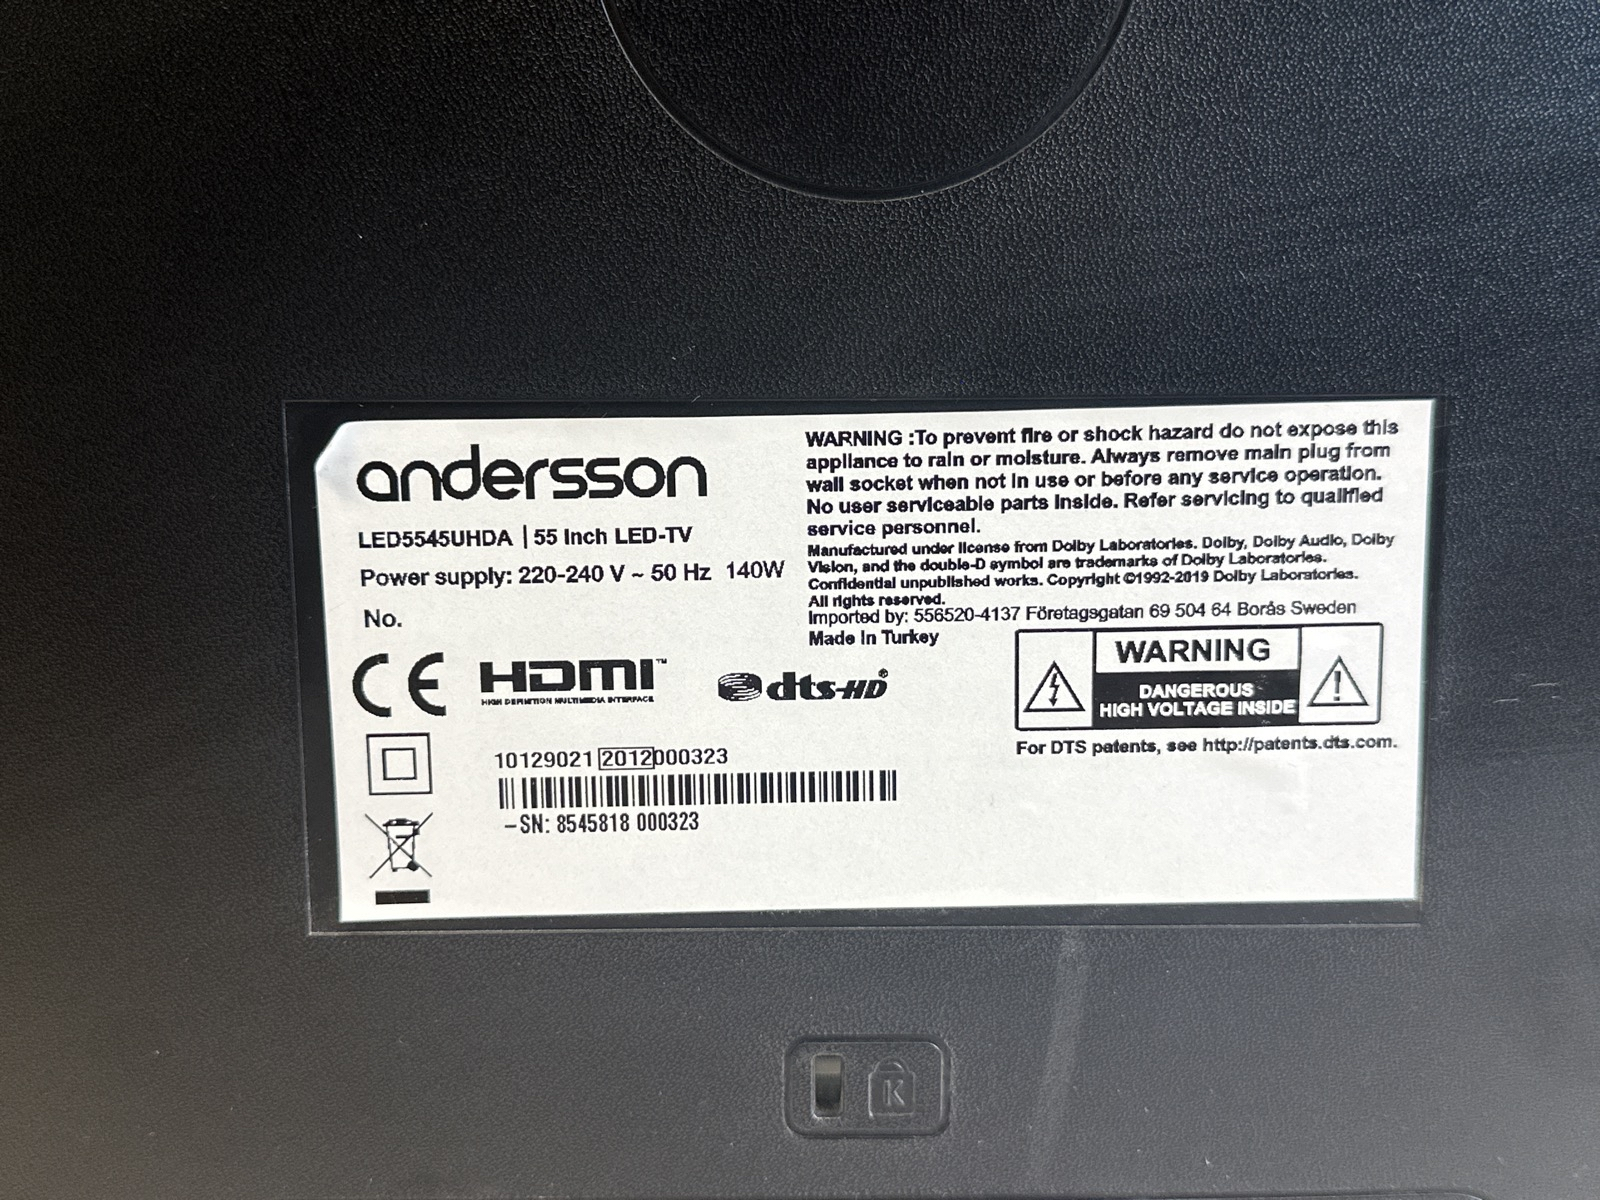 andersson
LED5545UHDA | 55 Inch LED-TV
Power supply: 220-240 V ~ 50 Hz 140W
No.
CE
HDMI™
HIGH DEFINITION MULTIMEDIA INTERFACE
dts-HD®
10129021 2012000323
–SN: 8545818 000323
WARNING :To prevent fire or shock hazard do not expose this
appliance to rain or moisture. Always remove main plug from
wall socket when not in use or before any service operation.
No user serviceable parts inside. Refer servicing to qualified
service personnel.
Manufactured under license from Dolby Laboratories. Dolby, Dolby Audio, Dolby
Vision, and the double-D symbol are trademarks of Dolby Laboratories.
Confidential unpublished works. Copyright ©1992-2019 Dolby Laboratories.
All rights reserved.
Imported by: 556520-4137 Företagsgatan 69 504 64 Borås Sweden
Made in Turkey
WARNING
DANGEROUS
HIGH VOLTAGE INSIDE
For DTS patents, see http://patents.dts.com.
K